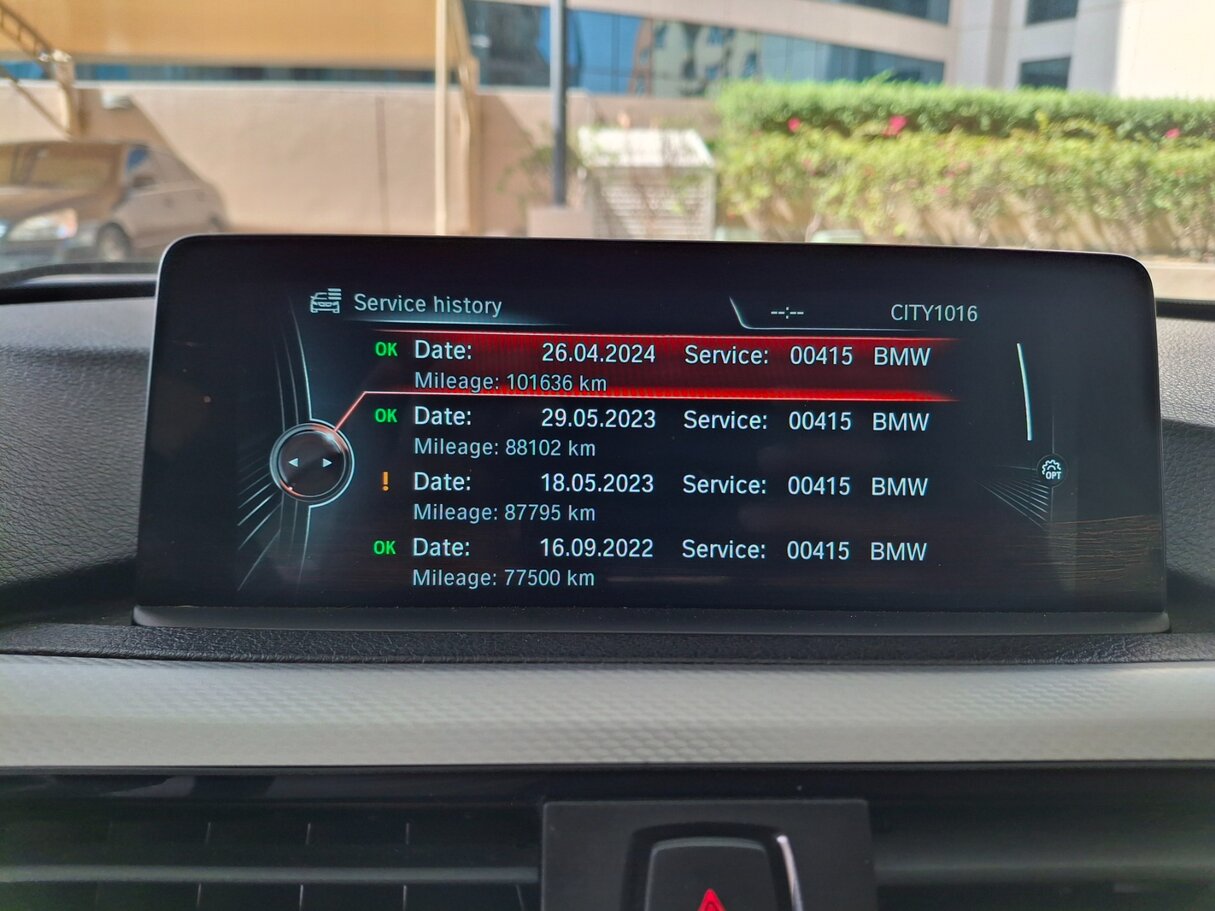 Service history --:-- CITY1016
OK Date: 26.04.2024 Service: 00415 BMW
Mileage: 101636 km
OK Date: 29.05.2023 Service: 00415 BMW
Mileage: 88102 km
! Date: 18.05.2023 Service: 00415 BMW
Mileage: 87795 km
OK Date: 16.09.2022 Service: 00415 BMW
Mileage: 77500 km
OPT